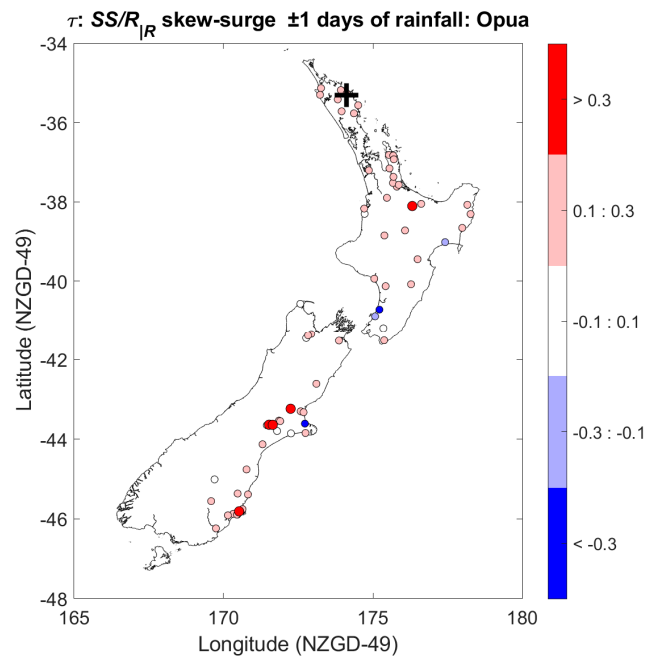 τ: SS/R|R skew-surge ±1 days of rainfall: Opua
-34
-36
-38
-40
-42
-44
-46
-48
165
170
175
180
Latitude (NZGD-49)
Longitude (NZGD-49)
> 0.3
0.1 : 0.3
-0.1 : 0.1
-0.3 : -0.1
< -0.3